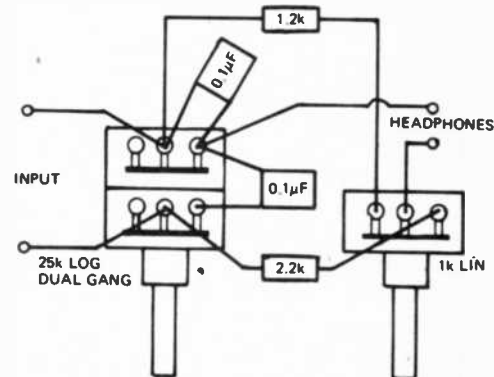 1.2k
0.1μF
HEADPHONES
INPUT
0.1μF
25k LOG
DUAL GANG
2.2k
1k LIN